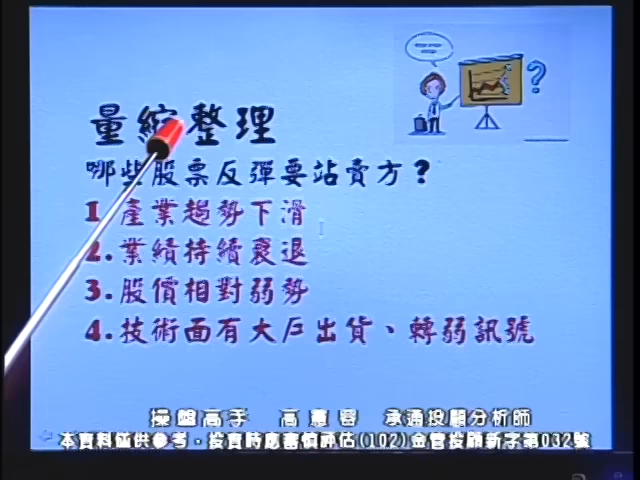 量縮整理
哪些股票反彈要站賣方？
1.產業趨勢下滑
2.業績持續衰退
3.股價相對弱勢
4.技術面有大戶出貨、轉弱訊號
操盤高手 高惠容 承通投顧分析師
本資料僅供參考，投資時應審慎評估(102)金管投顧新字第032號